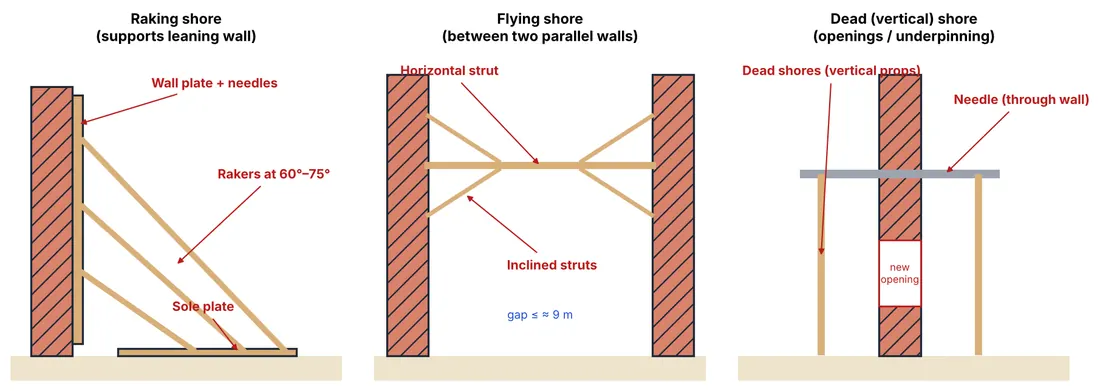 Raking shore
(supports leaning wall)
Wall plate + needles
Rakers at 60°–75°
Sole plate
Flying shore
(between two parallel walls)
Horizontal strut
Inclined struts
gap ≤ ≈ 9 m
Dead (vertical) shore
(openings / underpinning)
Dead shores (vertical props)
Needle (through wall)
new
opening